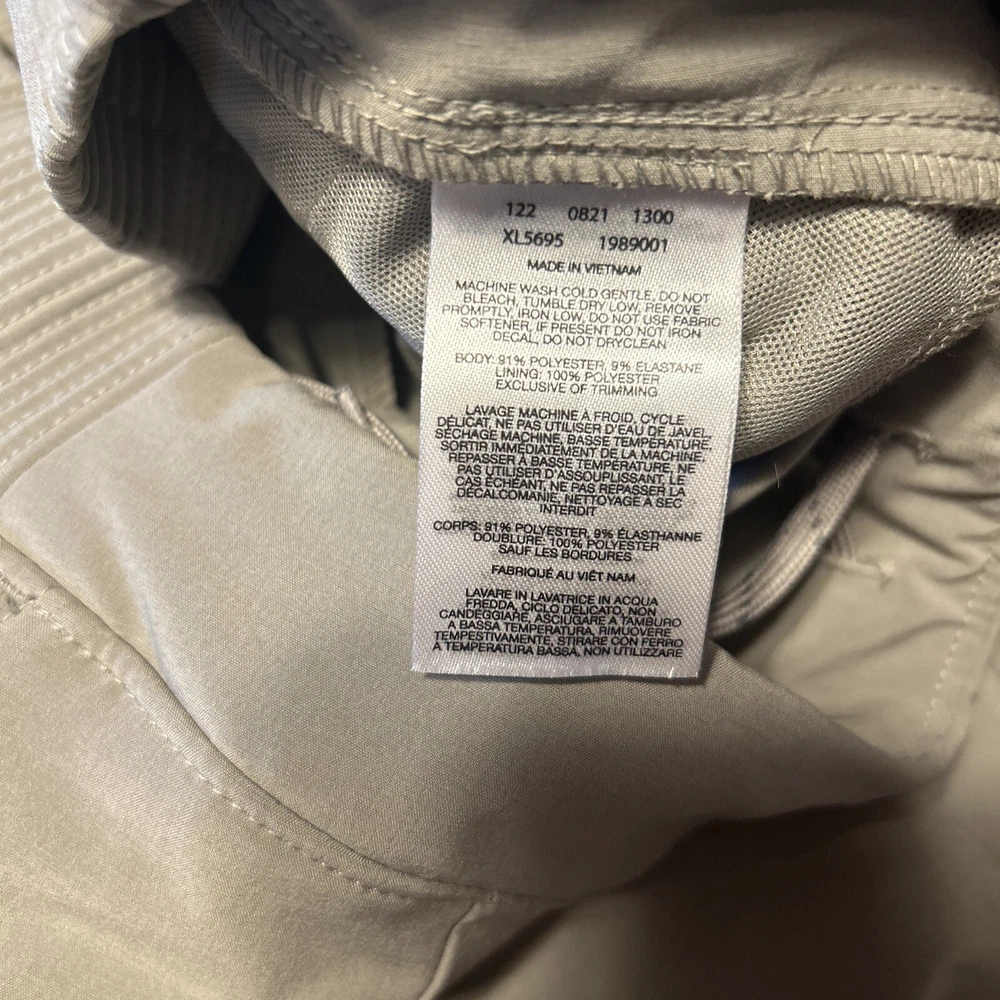 122 0821 1300
XL5695 1989001
MADE IN VIETNAM
MACHINE WASH COLD GENTLE, DO NOT
BLEACH, TUMBLE DRY LOW, REMOVE
PROMPTLY, IRON LOW, DO NOT USE FABRIC
SOFTENER, IF PRESENT DO NOT IRON
DECAL, DO NOT DRYCLEAN
BODY: 91% POLYESTER, 9% ELASTANE
LINING: 100% POLYESTER
EXCLUSIVE OF TRIMMING
LAVAGE MACHINE À FROID, CYCLE
DÉLICAT, NE PAS UTILISER D'EAU DE JAVEL
SÉCHAGE MACHINE, BASSE TEMPÉRATURE
SORTIR IMMÉDIATEMENT DE LA MACHINE
REPASSER À BASSE TEMPÉRATURE, NE
PAS UTILISER D'ASSOUPLISSANT, LE
CAS ÉCHÉANT, NE PAS REPASSER LA
DÉCALCOMANIE, NETTOYAGE À SEC
INTERDIT
CORPS: 91% POLYESTER, 9% ÉLASTHANNE
DOUBLURE: 100% POLYESTER
SAUF LES BORDURES
FABRIQUÉ AU VIÊT NAM
LAVARE IN LAVATRICE IN ACQUA
FREDDA, CICLO DELICATO, NON
CANDEGGIARE, ASCIUGARE A TAMBURO
A BASSA TEMPERATURA, RIMUOVERE
TEMPESTIVAMENTE, STIRARE CON FERRO
A TEMPERATURA BASSA, NON UTILIZZARE